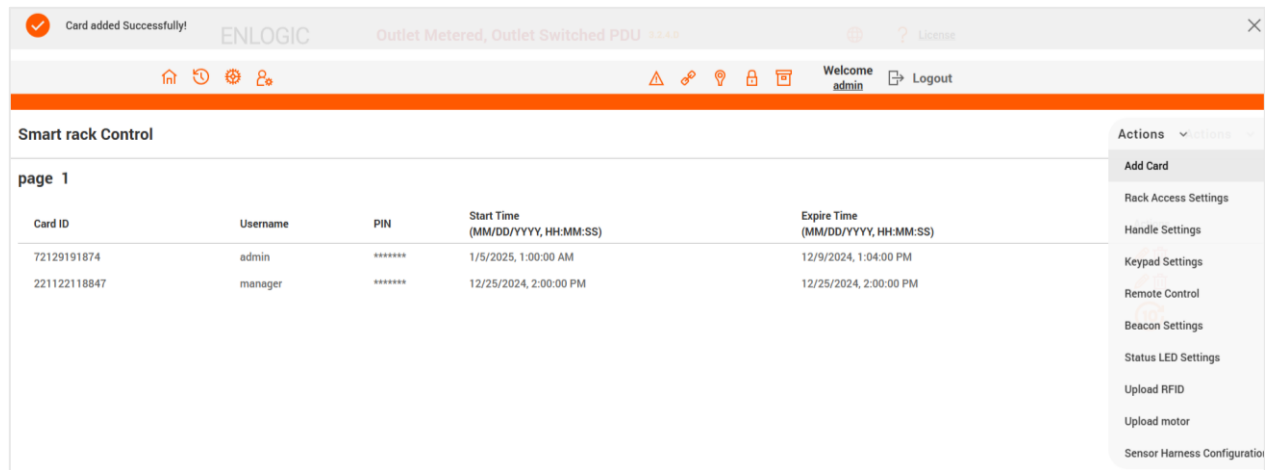 Card added Successfully!
ENLOGIC
Outlet Metered, Outlet Switched PDU
? License
Welcome
admin
Logout
Smart rack Control
Actions
Actions
Add Card
Rack Access Settings
Handle Settings
Keypad Settings
Remote Control
Beacon Settings
Status LED Settings
Upload RFID
Upload motor
Sensor Harness Configuration
page 1
Card ID Username PIN Start Time (MM/DD/YYYY, HH:MM:SS) Expire Time (MM/DD/YYYY, HH:MM:SS)
72129191874 admin ******* 1/5/2025, 1:00:00 AM 12/9/2024, 1:04:00 PM
221122118847 manager ******* 12/25/2024, 2:00:00 PM 12/25/2024, 2:00:00 PM